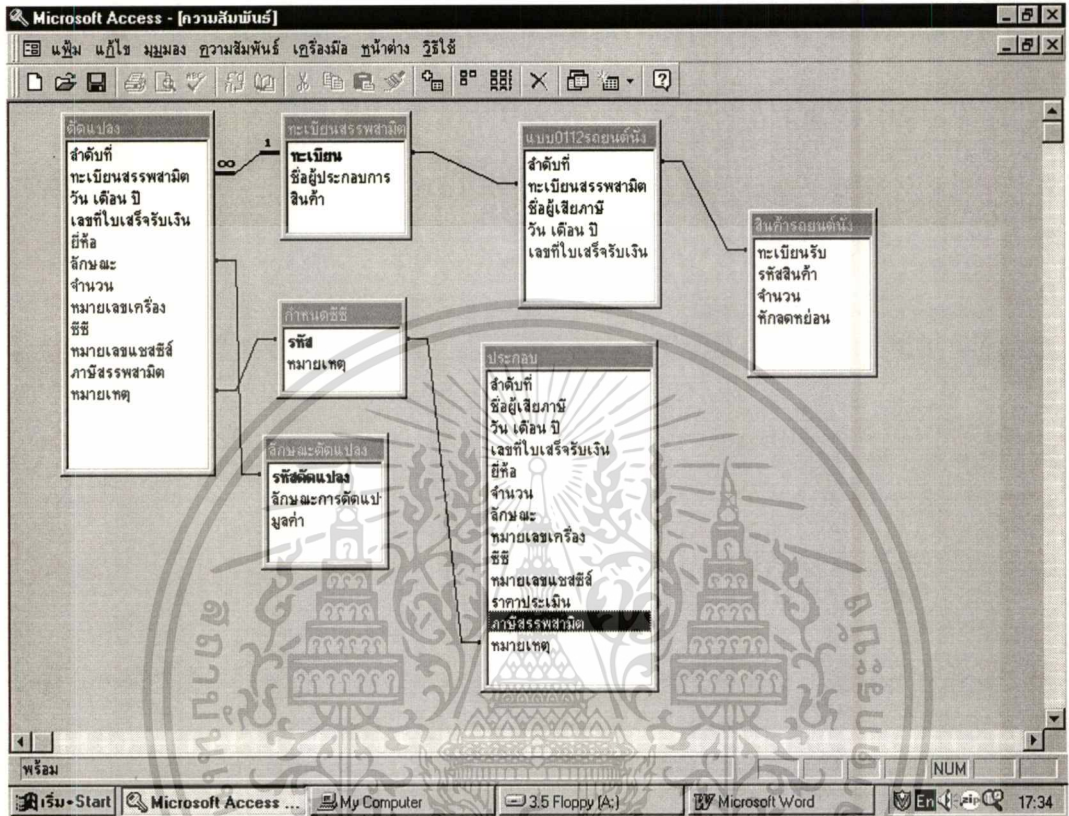 Microsoft Access - [ความสัมพันธ์]
แฟ้ม แก้ไข มุมมอง ความสัมพันธ์ เครื่องมือ หน้าต่าง วิธีใช้
ตัดแปลง
ลำดับที่
ทะเบียนสรรพสามิต
วัน เดือน ปี
เลขที่ใบเสร็จรับเงิน
ยี่ห้อ
ลักษณะ
จำนวน
หมายเลขเครื่อง
ซีซี
หมายเลขแชสซีส์
ภาษีสรรพสามิต
หมายเหตุ
∞
1
ทะเบียนสรรพสามิต
ทะเบียน
ชื่อผู้ประกอบการ
สินค้า
แบบ0112รถยนต์นั่ง
ลำดับที่
ทะเบียนสรรพสามิต
ชื่อผู้เสียภาษี
วัน เดือน ปี
เลขที่ใบเสร็จรับเงิน
สินค้ารถยนต์นั่ง
ทะเบียนรับ
รหัสสินค้า
จำนวน
หักลดหย่อน
กำหนดซีซี
รหัส
หมายเหตุ
ลักษณะตัดแปลง
รหัสตัดแปลง
ลักษณะการตัดแป
มูลค่า
ประกอบ
ลำดับที่
ชื่อผู้เสียภาษี
วัน เดือน ปี
เลขที่ใบเสร็จรับเงิน
ยี่ห้อ
จำนวน
ลักษณะ
หมายเลขเครื่อง
ซีซี
หมายเลขแชสซีส์
ราคาประเมิน
ภาษีสรรพสามิต
หมายเหตุ
พร้อม
NUM
เริ่ม-Start
Microsoft Access ...
My Computer
3.5 Floppy (A:)
Microsoft Word
En
zip
17:34